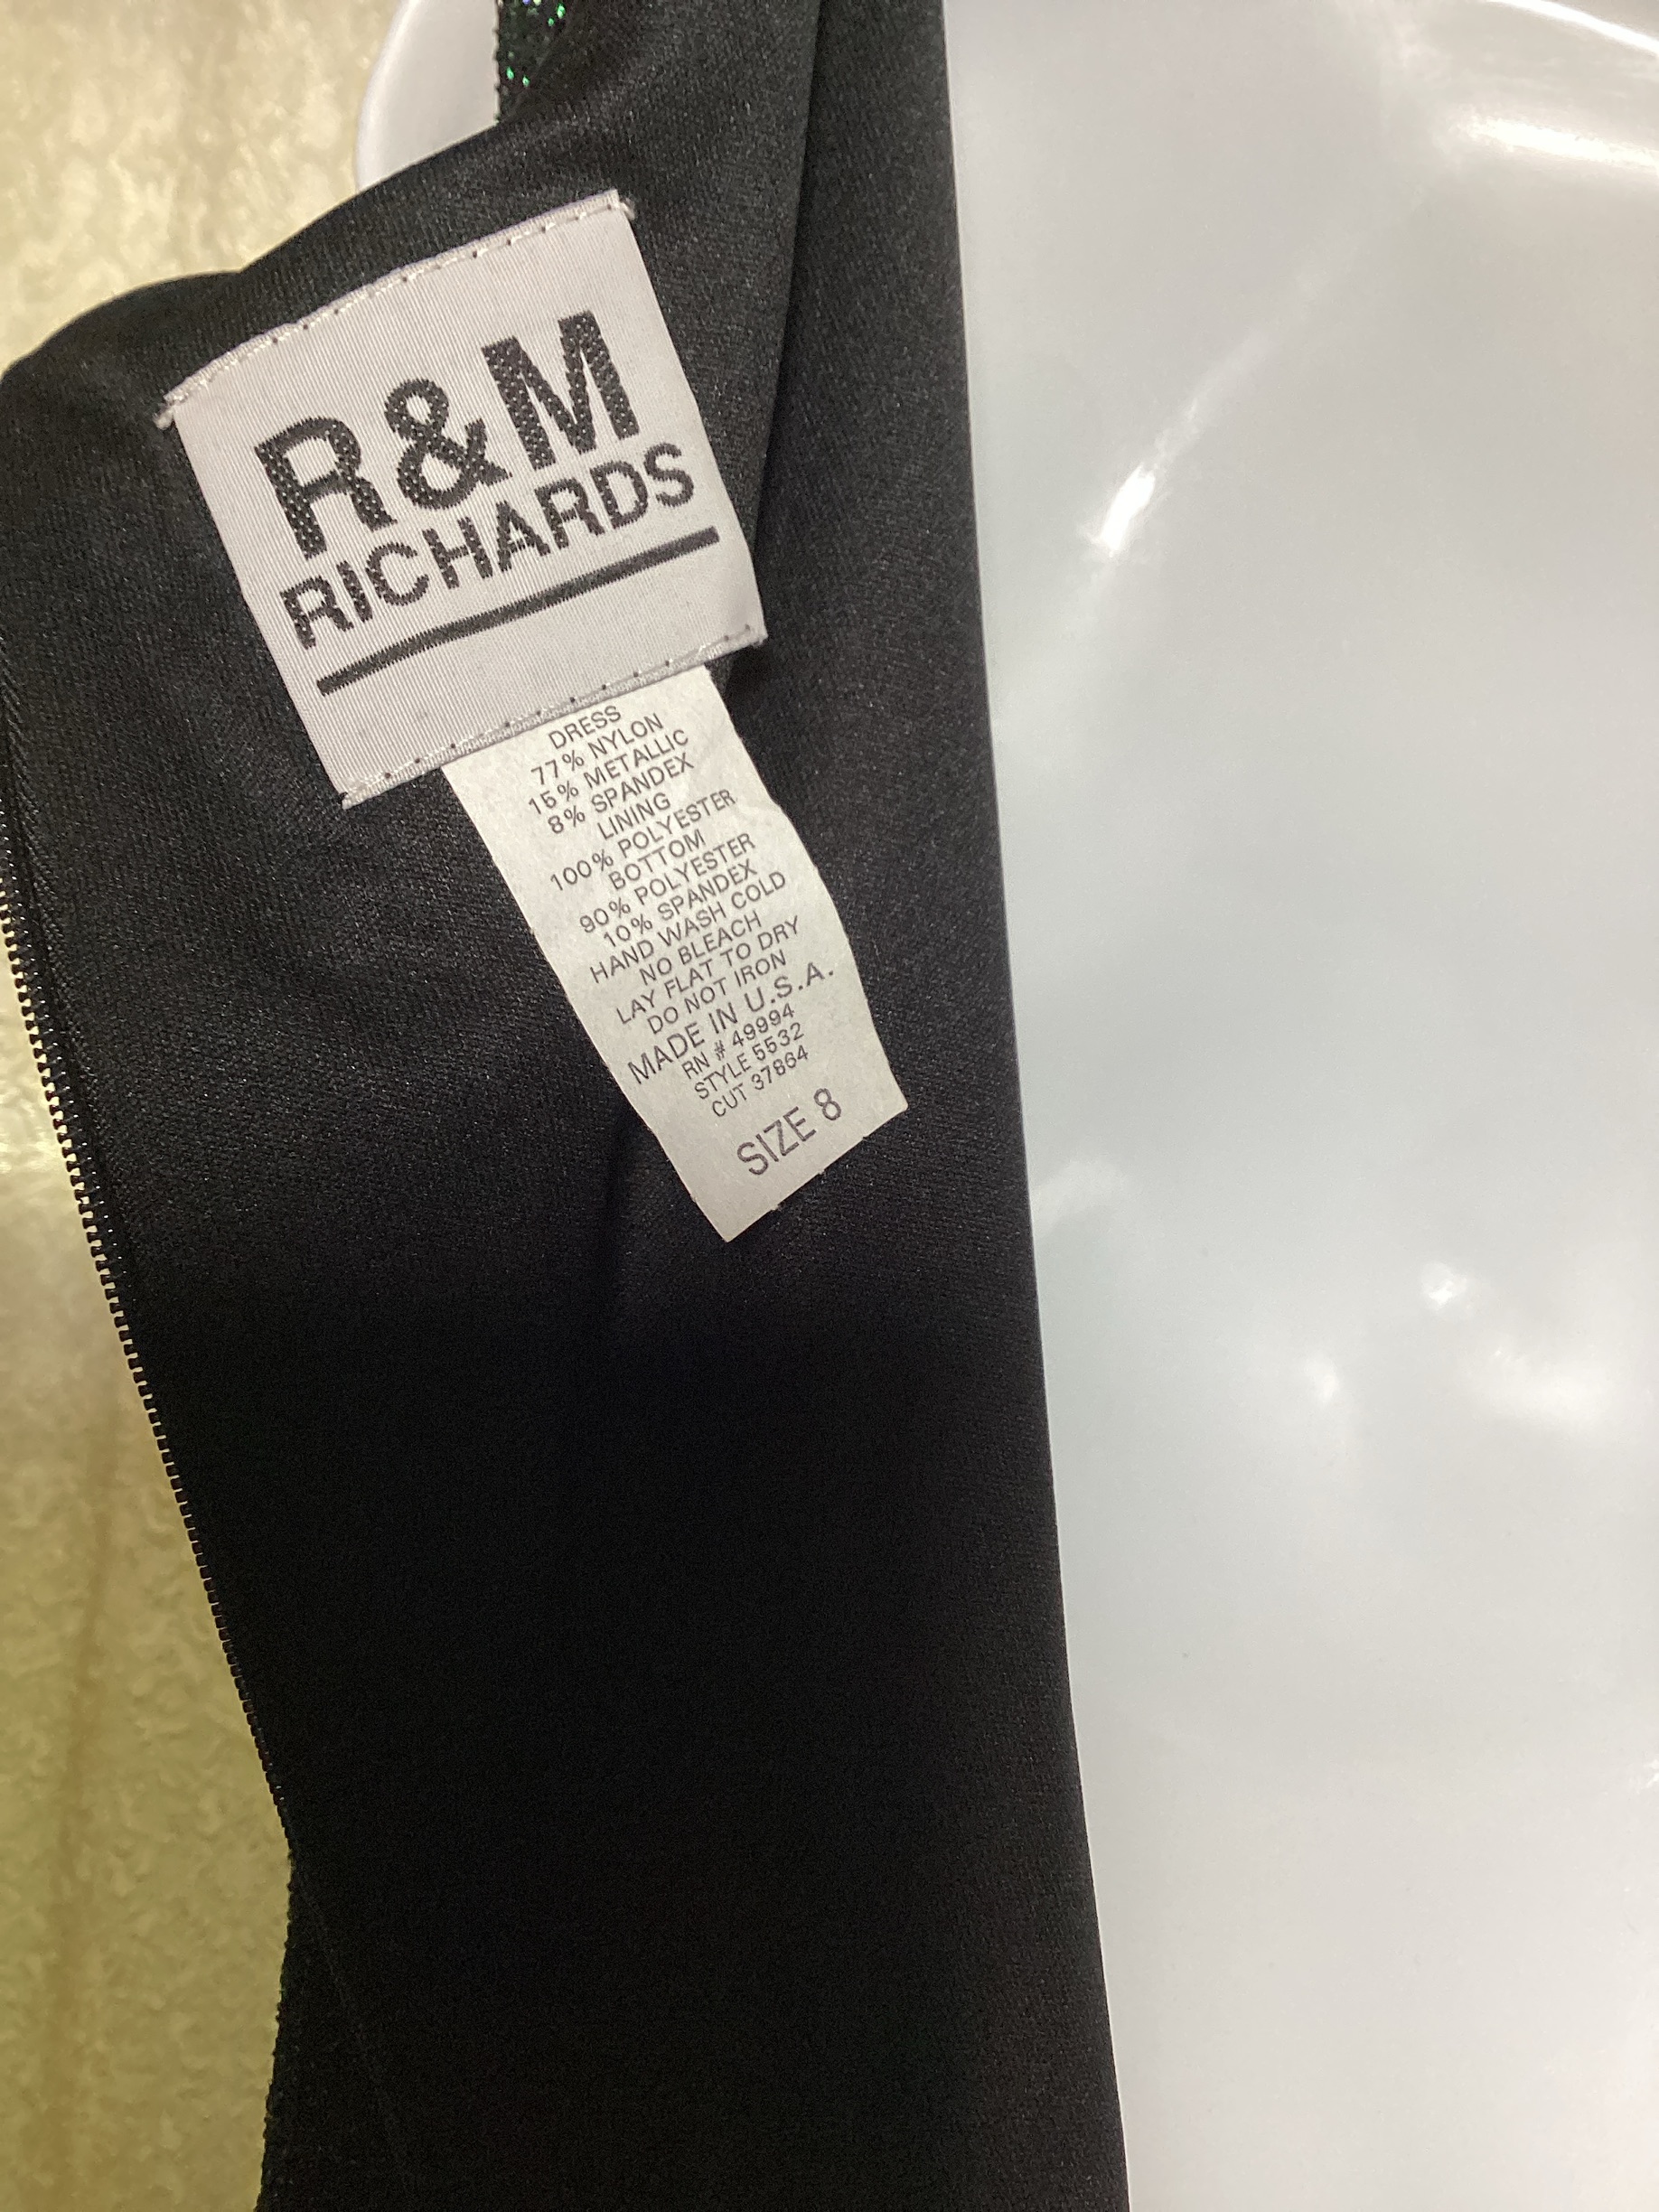 R&M
RICHARDS
DRESS
77% NYLON
15% METALLIC
8% SPANDEX
LINING
100% POLYESTER
BOTTOM
90% POLYESTER
10% SPANDEX
HAND WASH COLD
NO BLEACH
LAY FLAT TO DRY
DO NOT IRON
MADE IN U.S.A.
RN # 49994
STYLE 5532
CUT 37864
SIZE 8